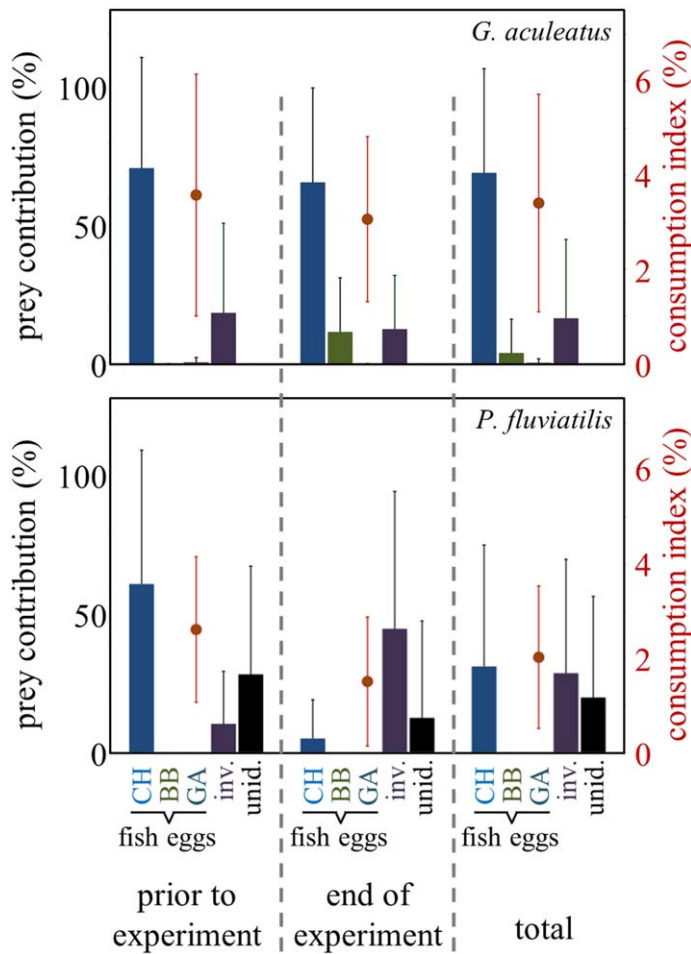 G. aculeatus
prey contribution (%)
100
50
0
consumption index (%)
6
4
2
0
P. fluviatilis
prey contribution (%)
100
50
0
consumption index (%)
6
4
2
0
CH BB GA inv. unid. CH BB GA inv. unid. CH BB GA inv. unid.
fish eggs fish eggs fish eggs
prior to experiment
end of experiment
total